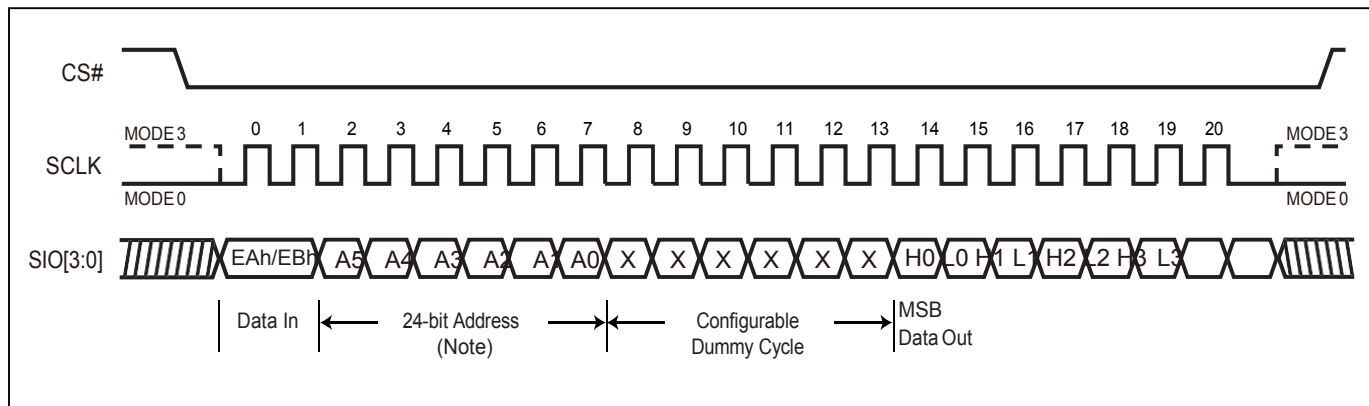 CS#
0 1 2 3 4 5 6 7 8 9 10 11 12 13 14 15 16 17 18 19 20
MODE 3
MODE 3
SCLK
MODE 0
MODE 0
SIO[3:0]
EAh/EBh A5 A4 A3 A2 A1 A0 X X X X X X H0 L0 H1 L1 H2 L2 H3 L3
Data In
24-bit Address
(Note)
Configurable
Dummy Cycle
MSB
Data Out